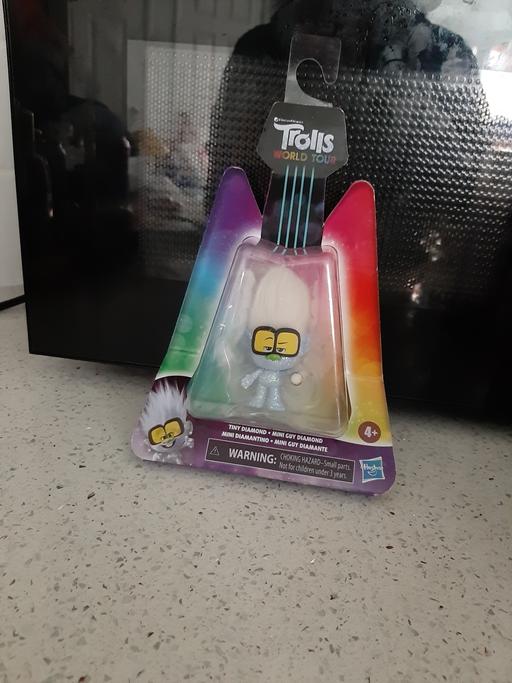 DREAMWORKS
Trolls
WORLD TOUR
TINY DIAMOND • MINI GUY DIAMOND
MINI DIAMANTINO • MINI GUY DIAMANTE
4+
WARNING: CHOKING HAZARD–Small parts.
Not for children under 3 years.
Hasbro